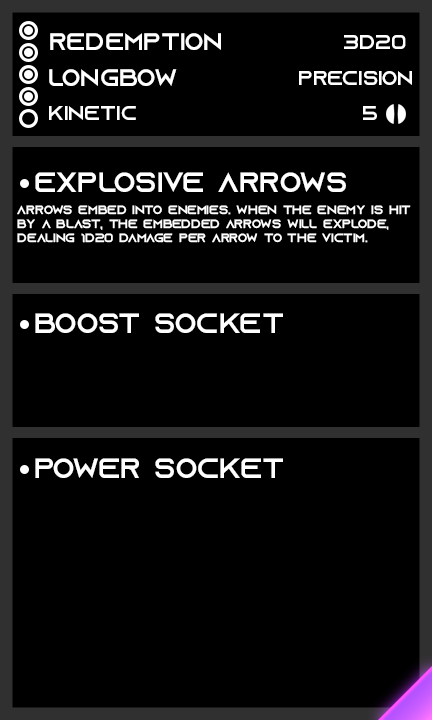 REDEMPTION 3D20
LONGBOW PRECISION
KINETIC 5
•EXPLOSIVE ARROWS
ARROWS EMBED INTO ENEMIES. WHEN THE ENEMY IS HIT
BY A BLAST, THE EMBEDDED ARROWS WILL EXPLODE,
DEALING 1D20 DAMAGE PER ARROW TO THE VICTIM.
•BOOST SOCKET
•POWER SOCKET